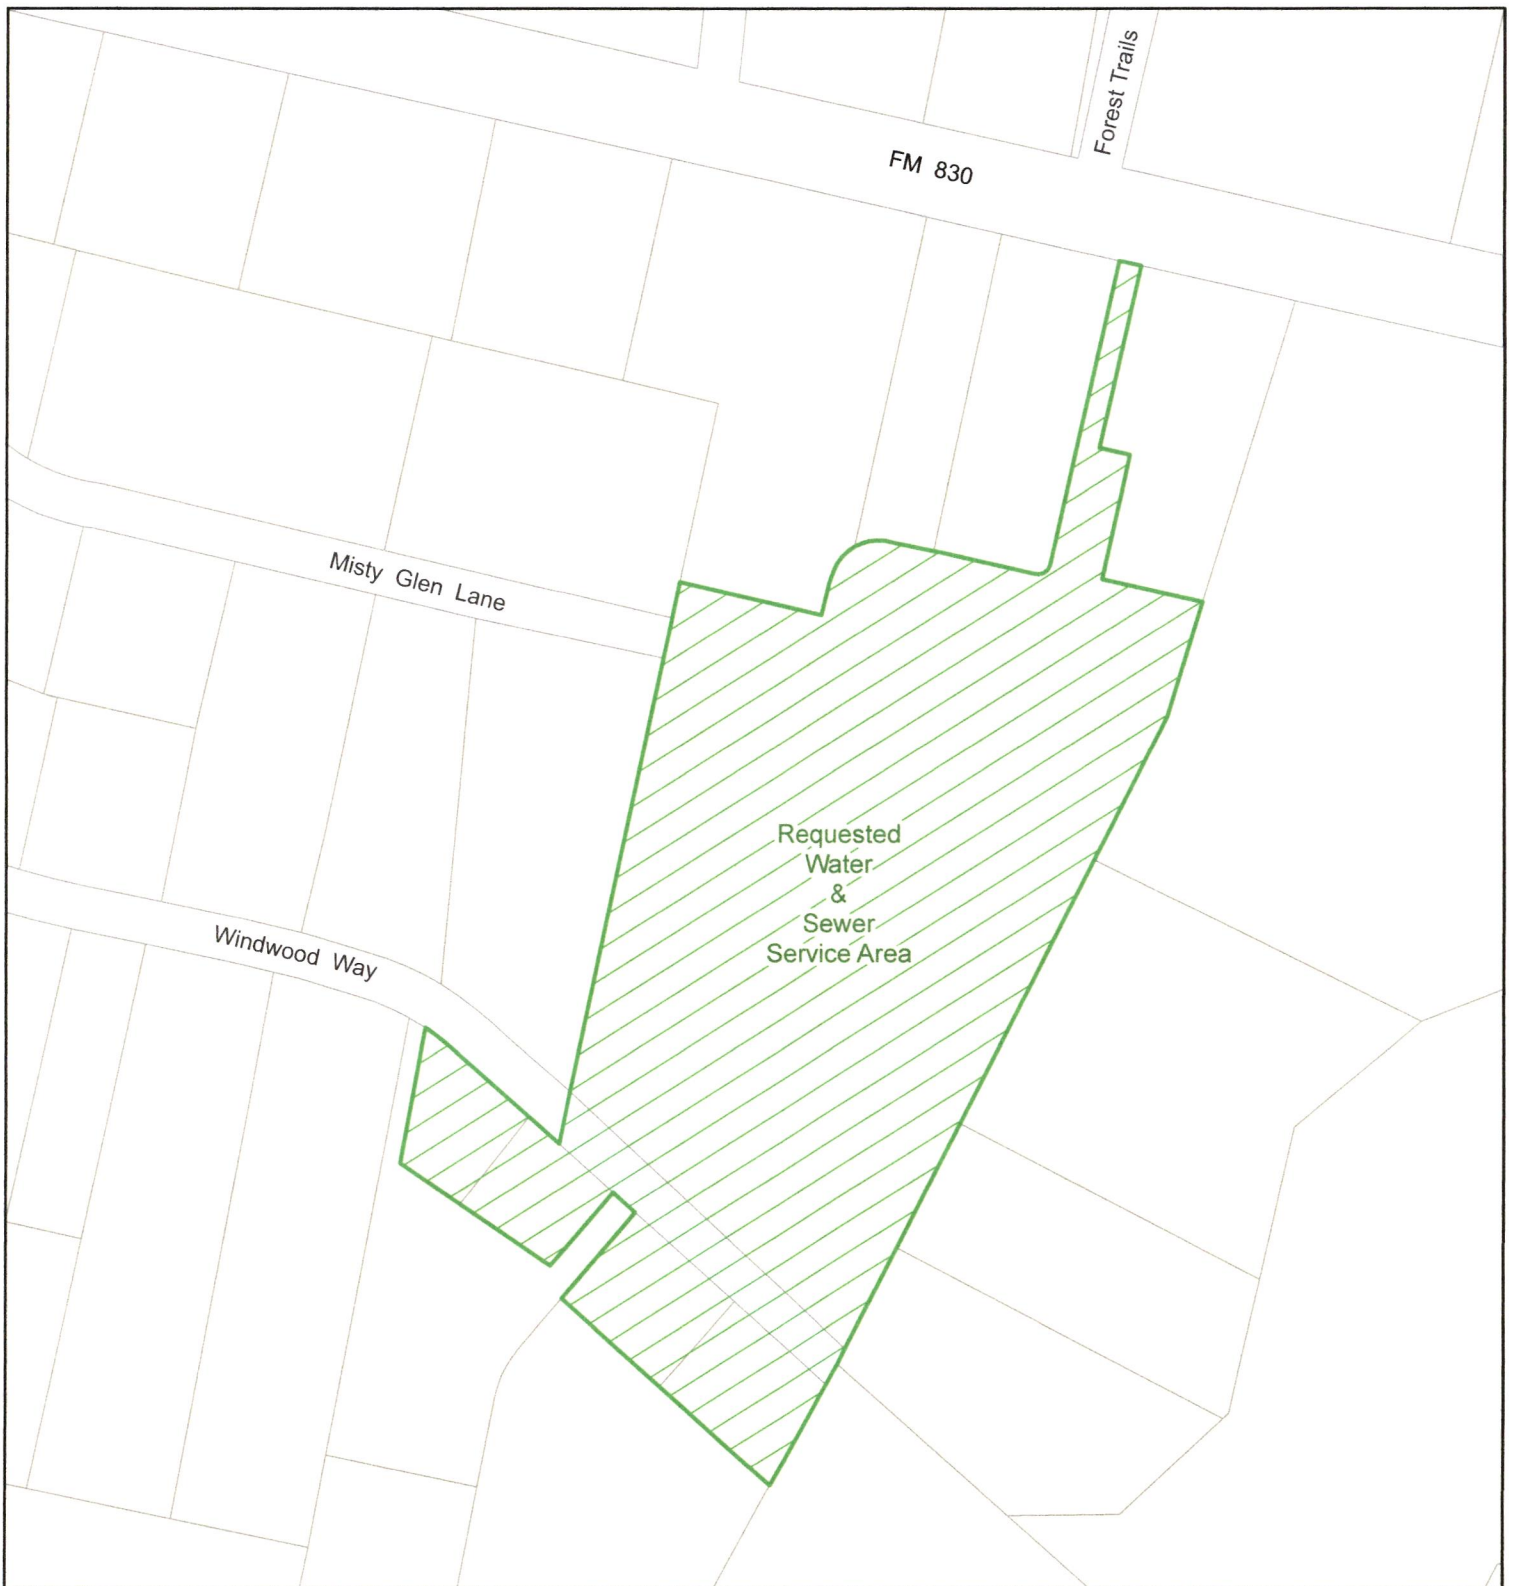 Forest Trails
FM 830
Misty Glen Lane
Requested
Water
&
Sewer
Service Area
Windwood Way